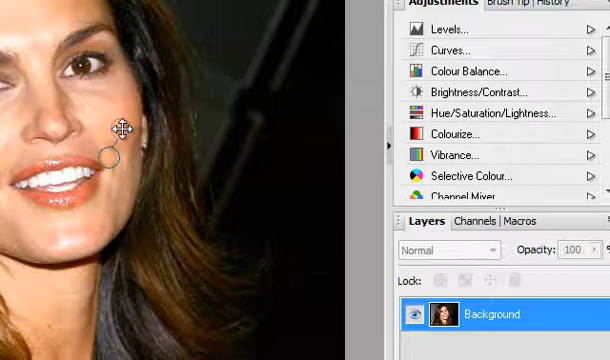 Adjustments Brush Tip | History
Levels...
Curves...
Colour Balance...
Brightness/Contrast...
Hue/Saturation/Lightness...
Colourize...
Vibrance...
Selective Colour...
Channel Mixer
Layers Channels | Macros
Normal Opacity: 100 %
Lock:
Background